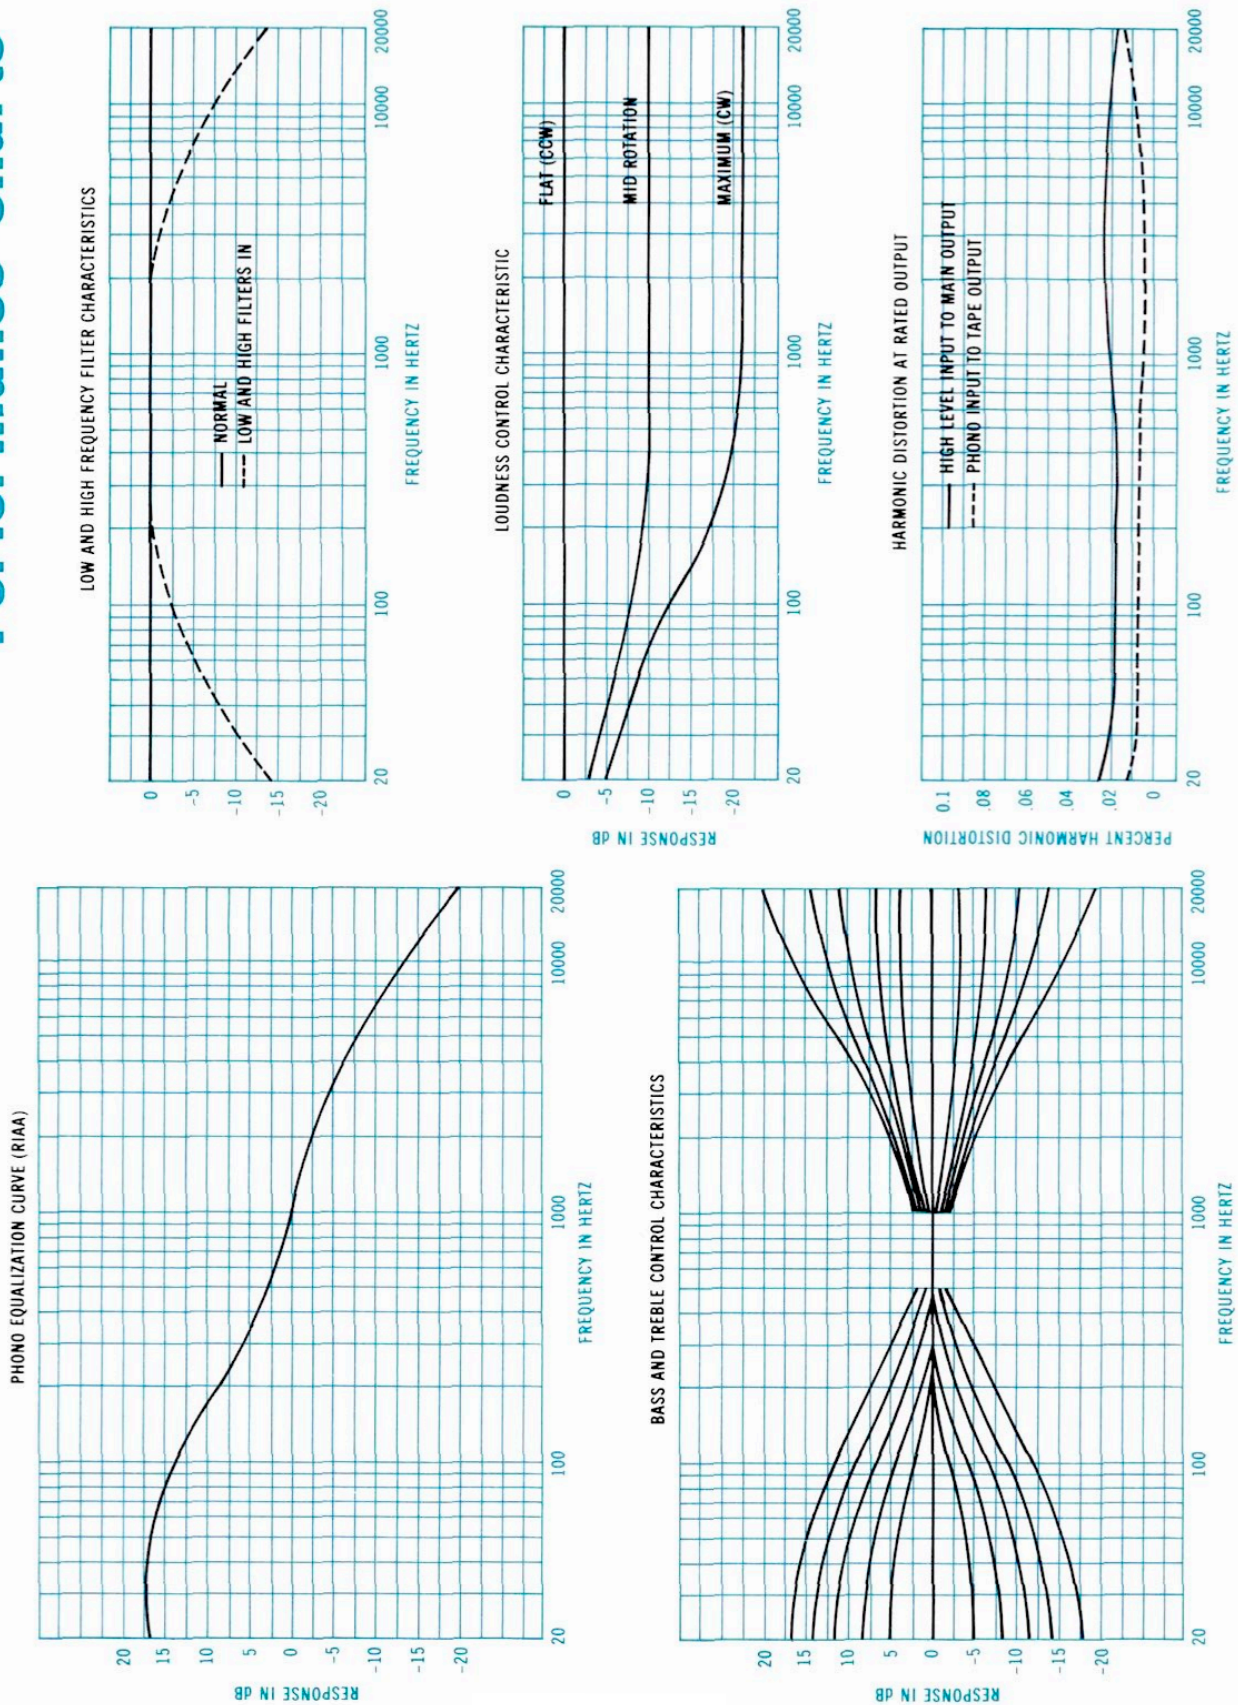 PHONO EQUALIZATION CURVE (RIAA)
RESPONSE IN dB
20
15
10
5
0
-5
-10
-15
-20
20
100
1000
10000
20000
FREQUENCY IN HERTZ
BASS AND TREBLE CONTROL CHARACTERISTICS
RESPONSE IN dB
20
15
10
5
0
-5
-10
-15
-20
20
100
1000
10000
20000
FREQUENCY IN HERTZ
LOW AND HIGH FREQUENCY FILTER CHARACTERISTICS
0
-5
-10
-15
-20
NORMAL
LOW AND HIGH FILTERS IN
20
100
1000
10000
20000
FREQUENCY IN HERTZ
LOUDNESS CONTROL CHARACTERISTIC
RESPONSE IN dB
0
-5
-10
-15
-20
FLAT (CCW)
MID ROTATION
MAXIMUM (CW)
20
100
1000
10000
20000
FREQUENCY IN HERTZ
HARMONIC DISTORTION AT RATED OUTPUT
PERCENT HARMONIC DISTORTION
0.1
.08
.06
.04
.02
0
HIGH LEVEL INPUT TO MAIN OUTPUT
PHONO INPUT TO TAPE OUTPUT
20
100
1000
10000
20000
FREQUENCY IN HERTZ